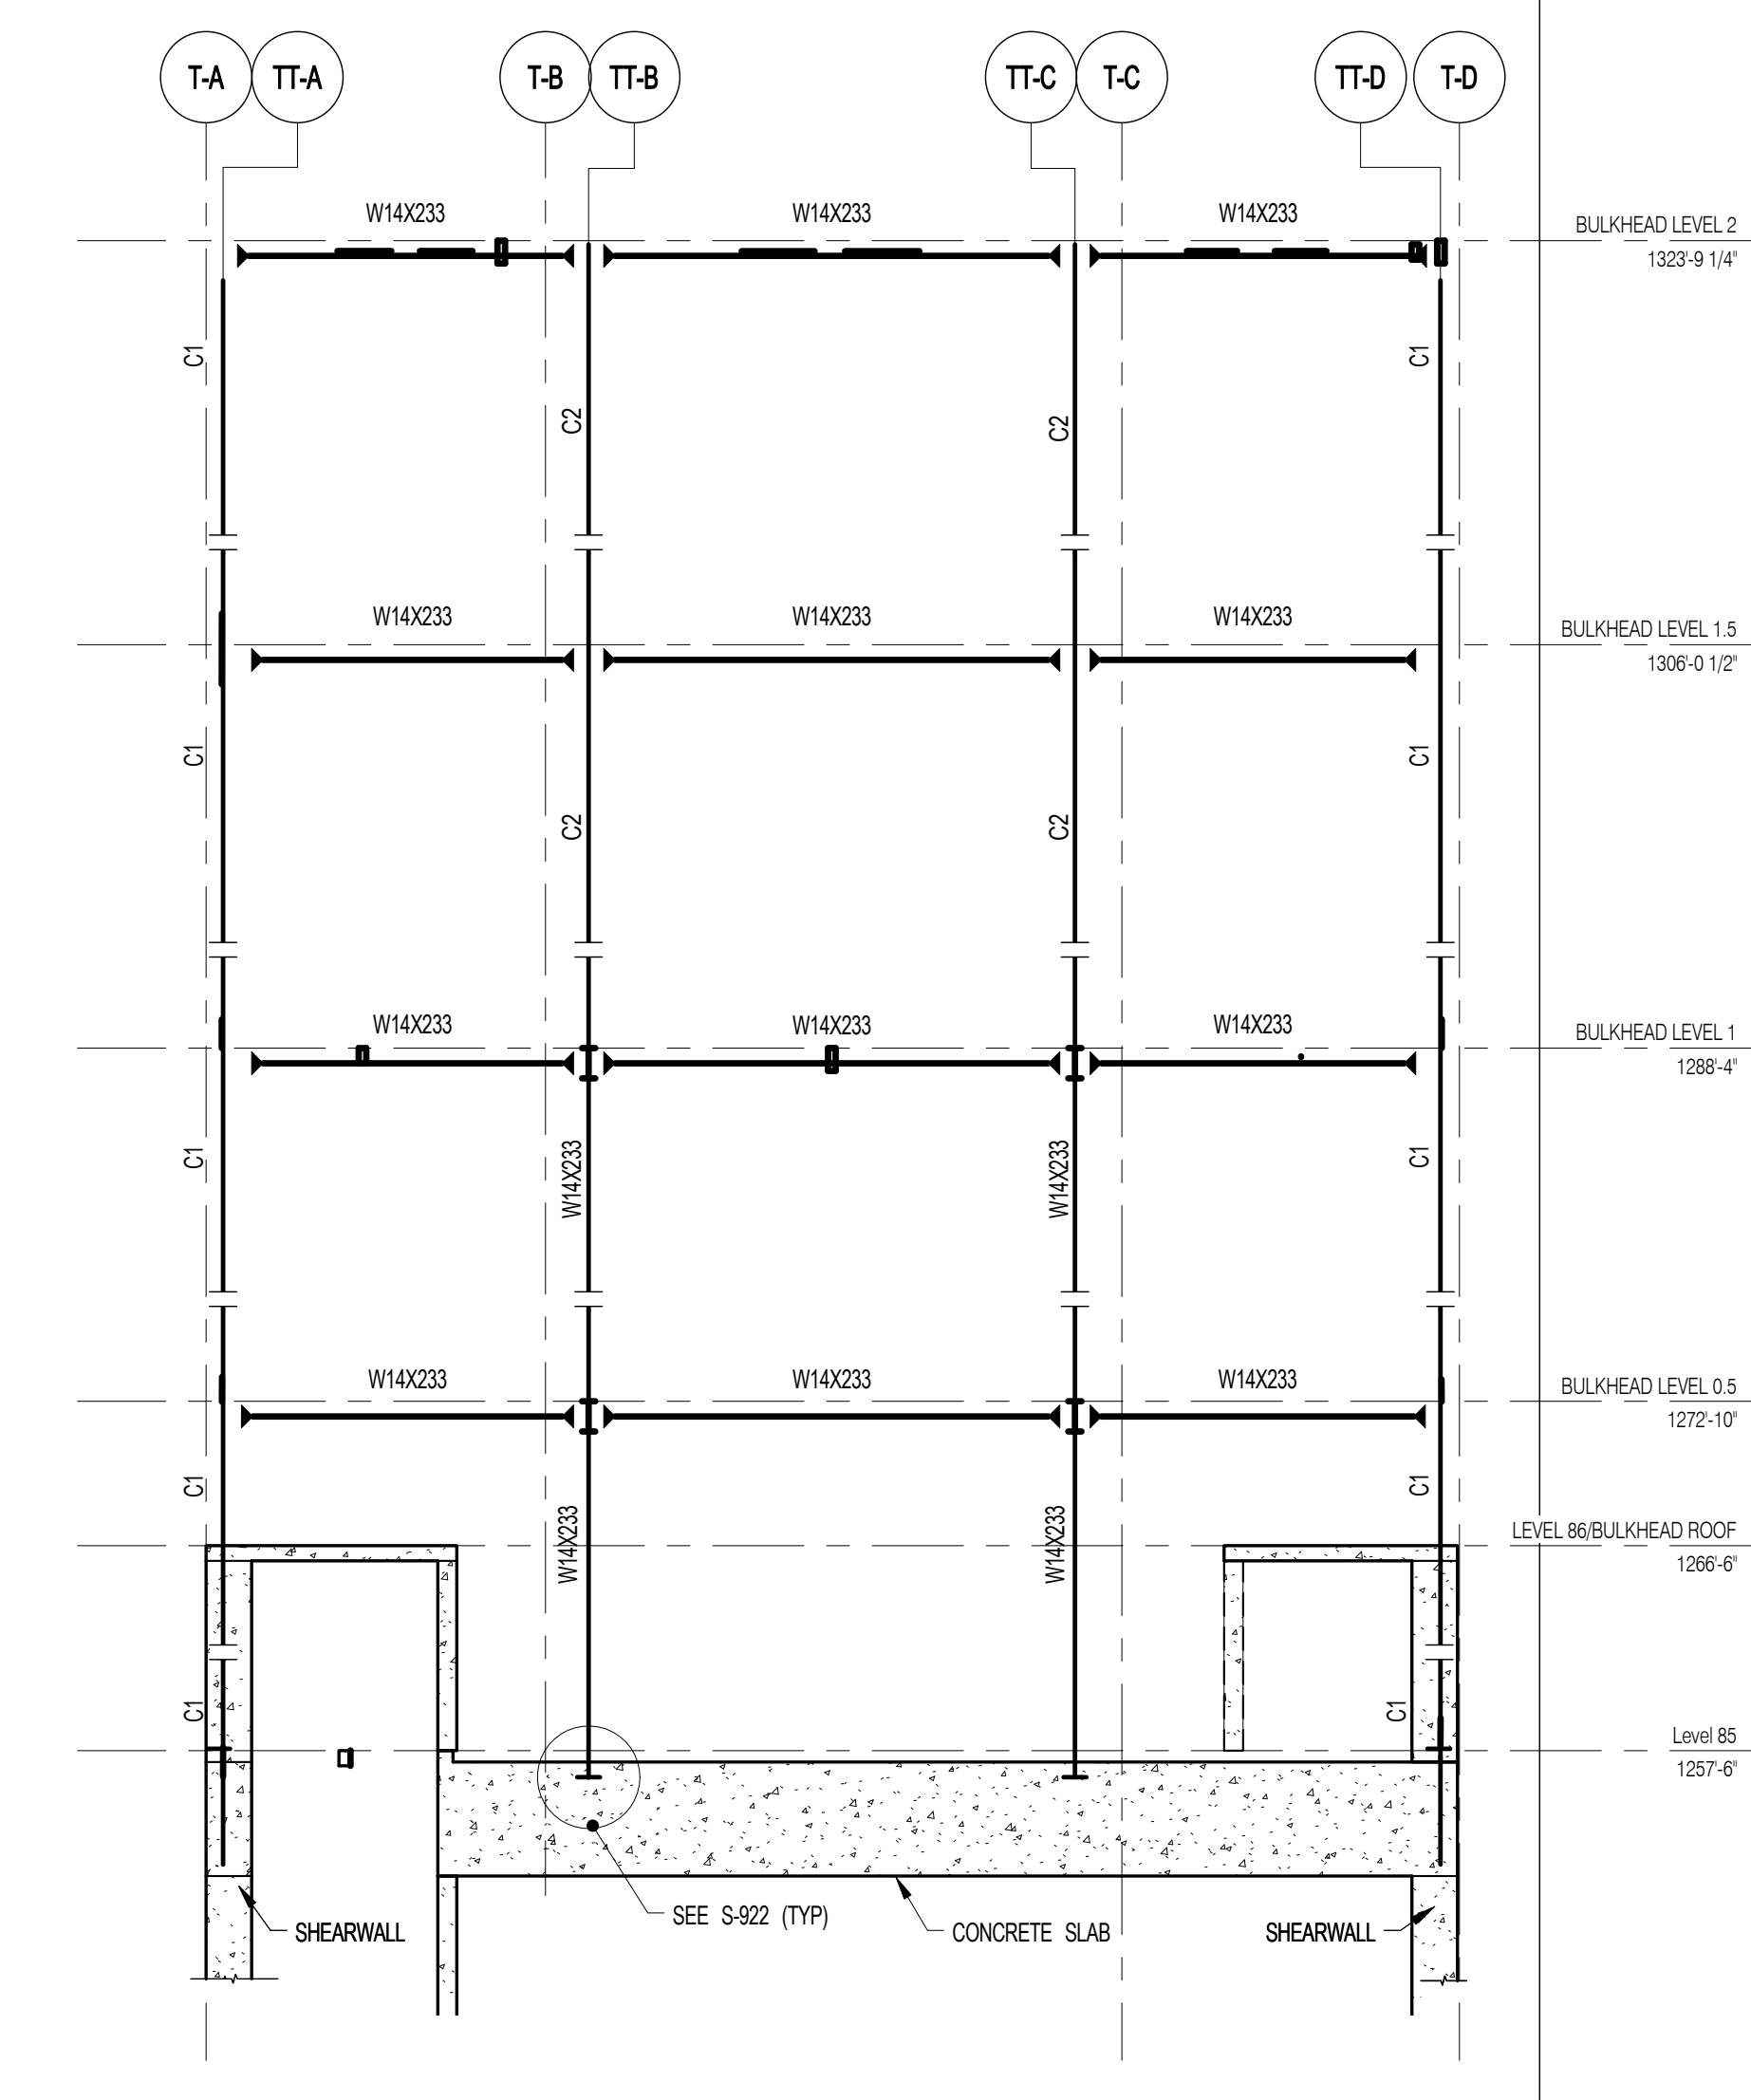 T-A TT-A T-B TT-B TT-C T-C TT-D T-D
W14X233 W14X233 W14X233
BULKHEAD LEVEL 2
1323'-9 1/4"
C1 C1
C2 C2
W14X233 W14X233 W14X233
BULKHEAD LEVEL 1.5
1306'-0 1/2"
C1 C1
C2 C2
W14X233 W14X233 W14X233
BULKHEAD LEVEL 1
1288'-4"
C1 W14X233 W14X233 C1
W14X233 W14X233 W14X233
BULKHEAD LEVEL 0.5
1272'-10"
C1 C1
W14X233 W14X233
LEVEL 86/BULKHEAD ROOF
1266'-6"
C1 C1
Level 85
1257'-6"
SEE S-922 (TYP)
SHEARWALL CONCRETE SLAB SHEARWALL